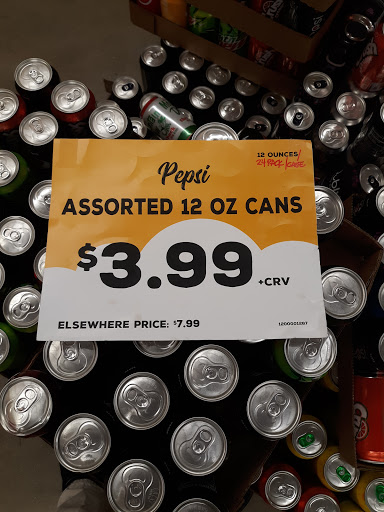 Pepsi
12 OUNCES/
24 PACK/CASE
ASSORTED 12 OZ CANS
$3.99 +CRV
ELSEWHERE PRICE: $7.99